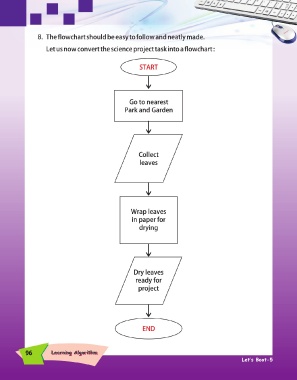 8. The flowchart should be easy to follow and neatly made.
Let us now convert the science project task into a flowchart :
START
Go to nearest
Park and Garden
Collect
leaves
Wrap leaves
in paper for
drying
Dry leaves
ready for
project
END
96 Learning Algorithm
Let's Boot-5